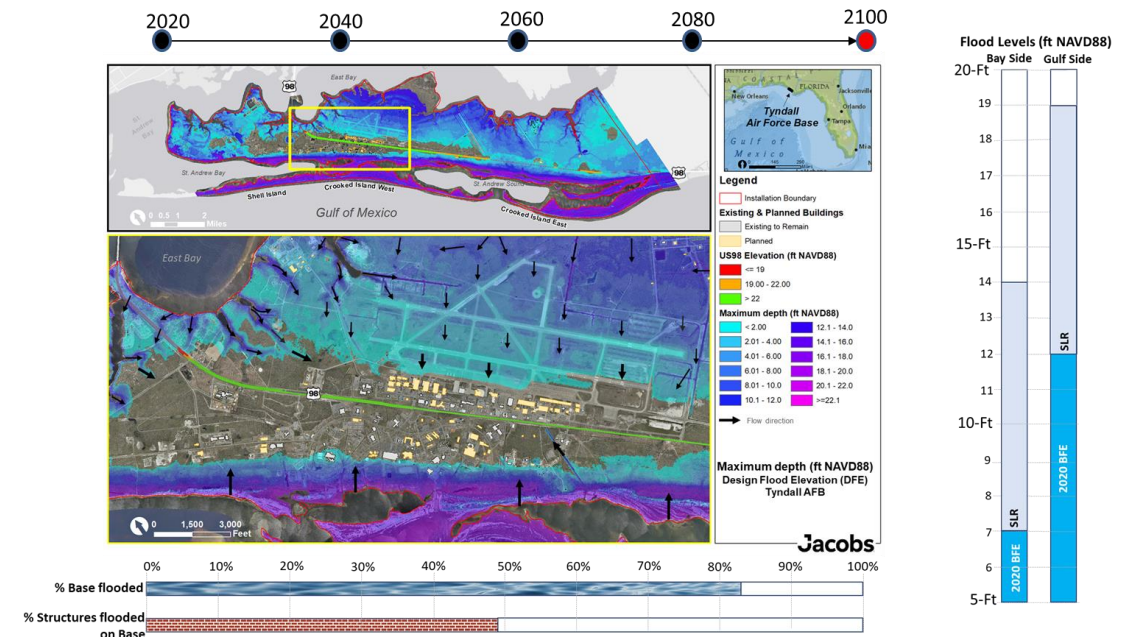 2020 2040 2060 2080 2100
Flood Levels (ft NAVD88)
Bay Side Gulf Side
20-Ft
19
18
17
16
15-Ft
14
13
12
11
10-Ft
9
8
7
6
5-Ft
SLR
2020 BFE
SLR
2020 BFE
East Bay
98
St. Andrew Bay
St. Andrew Bay
St. Andrew Sound
98
Shell Island
Crooked Island West
Crooked Island East
Gulf of Mexico
0 0.5 1 2
Miles
COASTAL
New Orleans
FLORIDA
Jacksonvill
Orlando
Tampa
Tyndall
Air Force Base
Gulf of
Mexico
Legend
Installation Boundary
Existing & Planned Buildings
Existing to Remain
Planned
US98 Elevation (ft NAVD88)
<= 19
19.00 - 22.00
> 22
Maximum depth (ft NAVD88)
< 2.00 12.1 - 14.0
2.01 - 4.00 14.1 - 16.0
4.01 - 6.00 16.1 - 18.0
6.01 - 8.00 18.1 - 20.0
8.01 - 10.0 20.1 - 22.0
10.1 - 12.0 >=22.1
Flow direction
Maximum depth (ft NAVD88)
Design Flood Elevation (DFE)
Tyndall AFB
Jacobs
East Bay
98
0 1,500 3,000
Feet
0% 10% 20% 30% 40% 50% 60% 70% 80% 90% 100%
% Base flooded
% Structures flooded
on Base